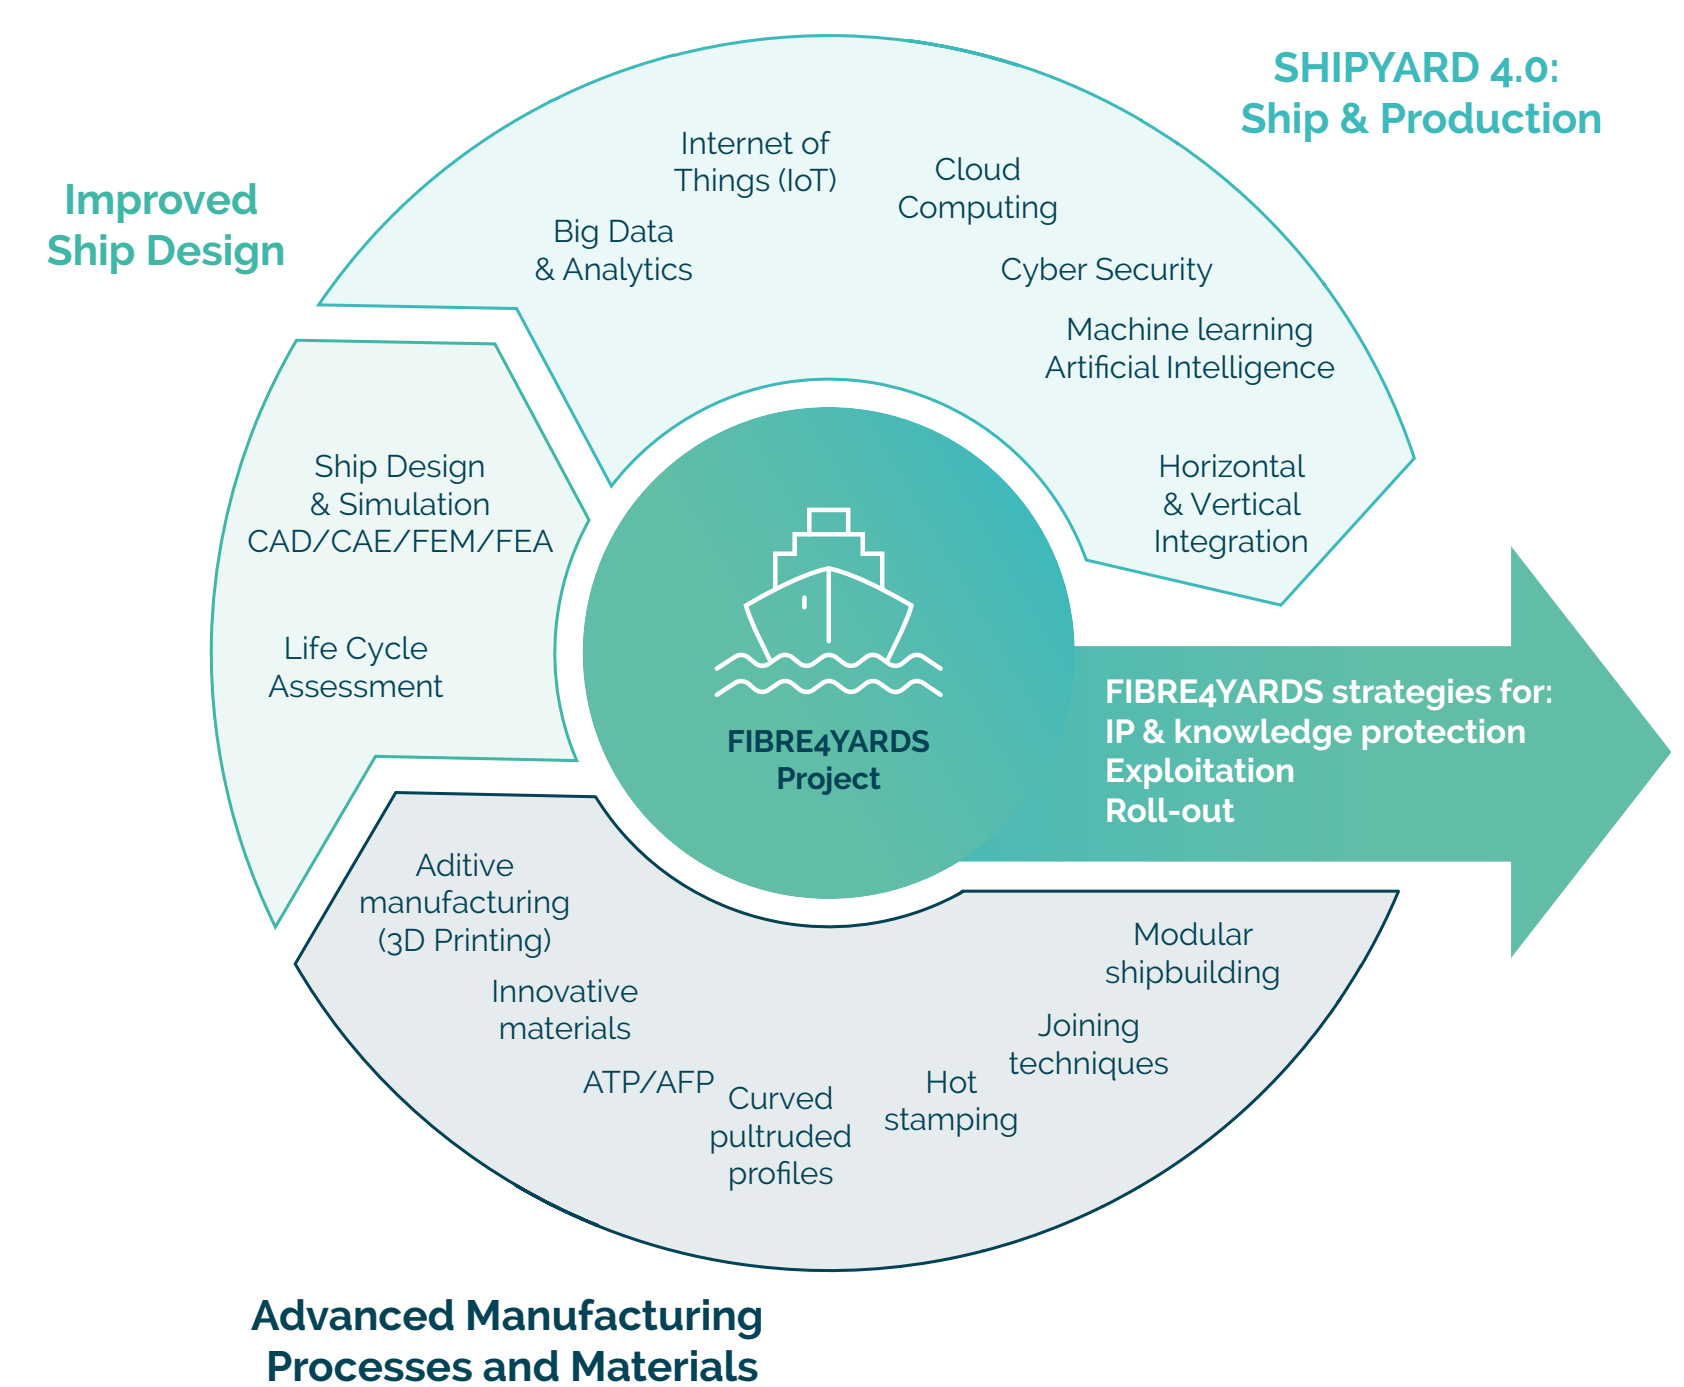 SHIPYARD 4.0:
Ship & Production
Improved
Ship Design
Internet of
Things (IoT)
Cloud
Computing
Big Data
& Analytics
Cyber Security
Machine learning
Artificial Intelligence
Horizontal
& Vertical
Integration
Ship Design
& Simulation
CAD/CAE/FEM/FEA
Life Cycle
Assessment
FIBRE4YARDS
Project
FIBRE4YARDS strategies for:
IP & knowledge protection
Exploitation
Roll-out
Aditive
manufacturing
(3D Printing)
Innovative
materials
ATP/AFP
Curved
pultruded
profiles
Hot
stamping
Joining
techniques
Modular
shipbuilding
Advanced Manufacturing
Processes and Materials